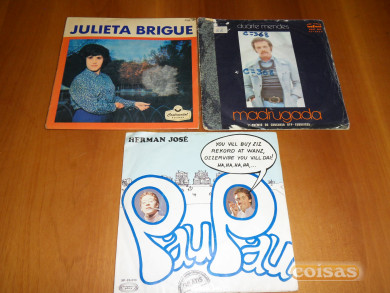 JULIETA BRIGUE
duarte mendes
madrugada
HERMAN JOSÉ
YOU VILL BUY ZIZ
REKORD AT WANZ,
OZZERVIBE YOU VILL DAI!
HA, HA, HA, HA, ...
Pau Pau
coisas